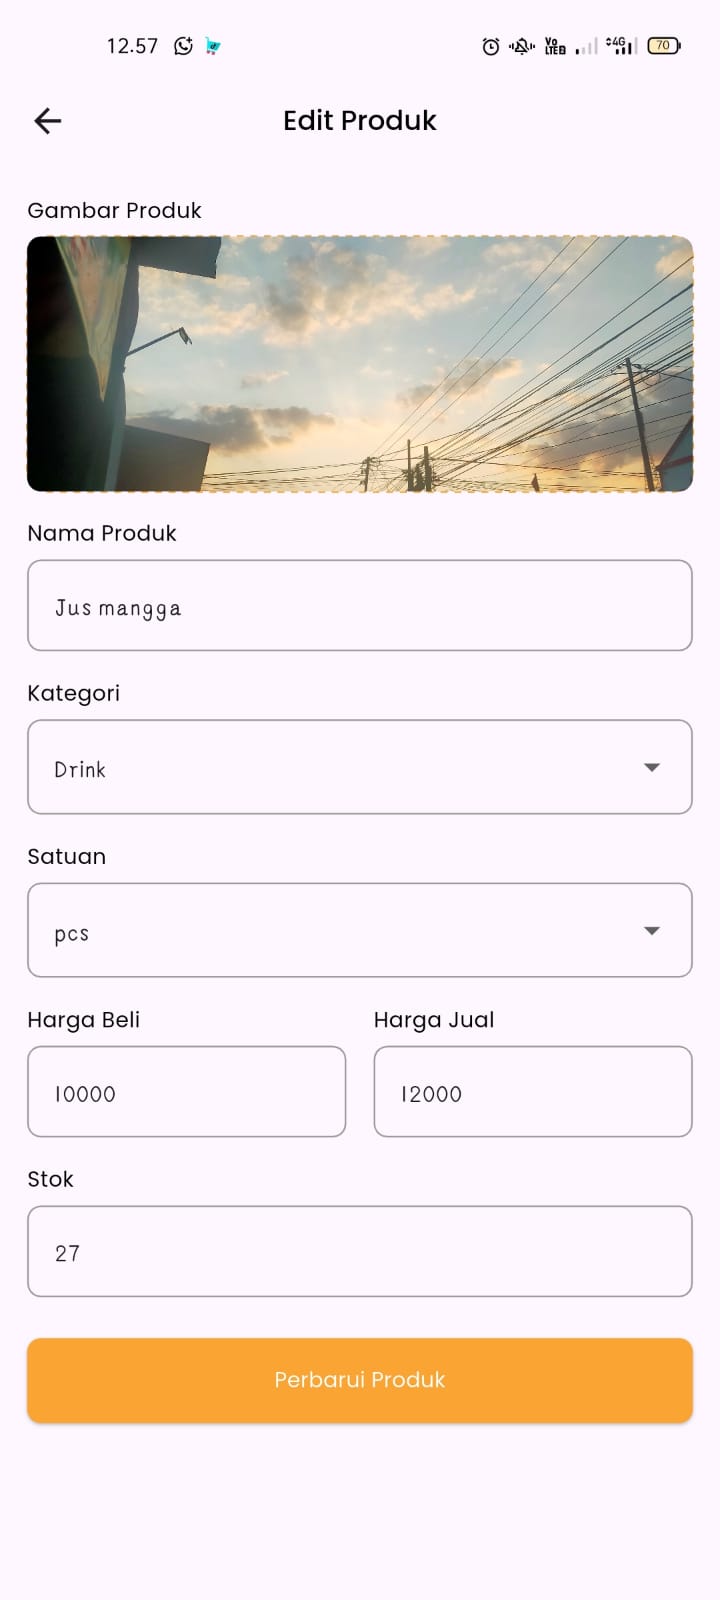 12.57
Vo LTE 4G 70
Edit Produk
Gambar Produk
Nama Produk
Jus mangga
Kategori
Drink
Satuan
pcs
Harga Beli Harga Jual
10000 12000
Stok
27
Perbarui Produk